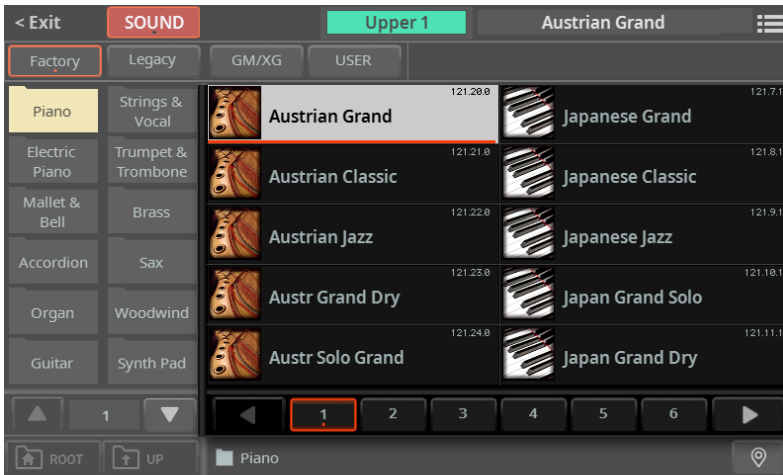 < Exit
SOUND
Upper 1
Austrian Grand
Factory
Legacy
GM/XG
USER
Piano
Strings &
Vocal
Electric
Piano
Trumpet &
Trombone
Mallet &
Bell
Brass
Accordion
Sax
Organ
Woodwind
Guitar
Synth Pad
1
ROOT
UP
121.20.0
Austrian Grand
121.7.1
Japanese Grand
121.21.0
Austrian Classic
121.8.1
Japanese Classic
121.22.0
Austrian Jazz
121.9.1
Japanese Jazz
121.23.0
Austr Grand Dry
121.10.1
Japan Grand Solo
121.24.0
Austr Solo Grand
121.11.1
Japan Grand Dry
1 2 3 4 5 6
Piano